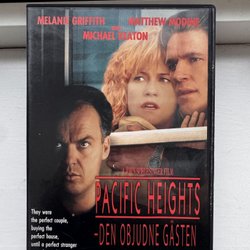 MELANIE GRIFFITH MATTHEW MODINE
MICHAEL KEATON
PACIFIC HEIGHTS
-DEN OBJUDNE GÄSTEN
They were
the perfect couple,
buying the
perfect house,
until a perfect stranger